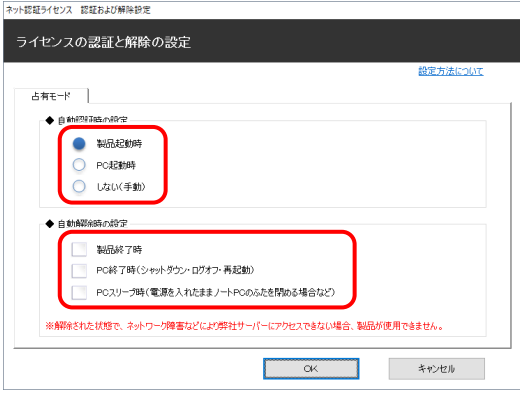 ネット認証ライセンス　認証および解除設定
ライセンスの認証と解除の設定
設定方法について
占有モード
◆ 自動認証時の設定
製品起動時
PC起動時
しない(手動)
◆ 自動解除時の設定
製品終了時
PC終了時(シャットダウン・ログオフ・再起動)
PCスリープ時(電源を入れたままノートPCのふたを閉める場合など)
※解除された状態で、ネットワーク障害などにより弊社サーバーにアクセスできない場合、製品が使用できません。
OK
キャンセル